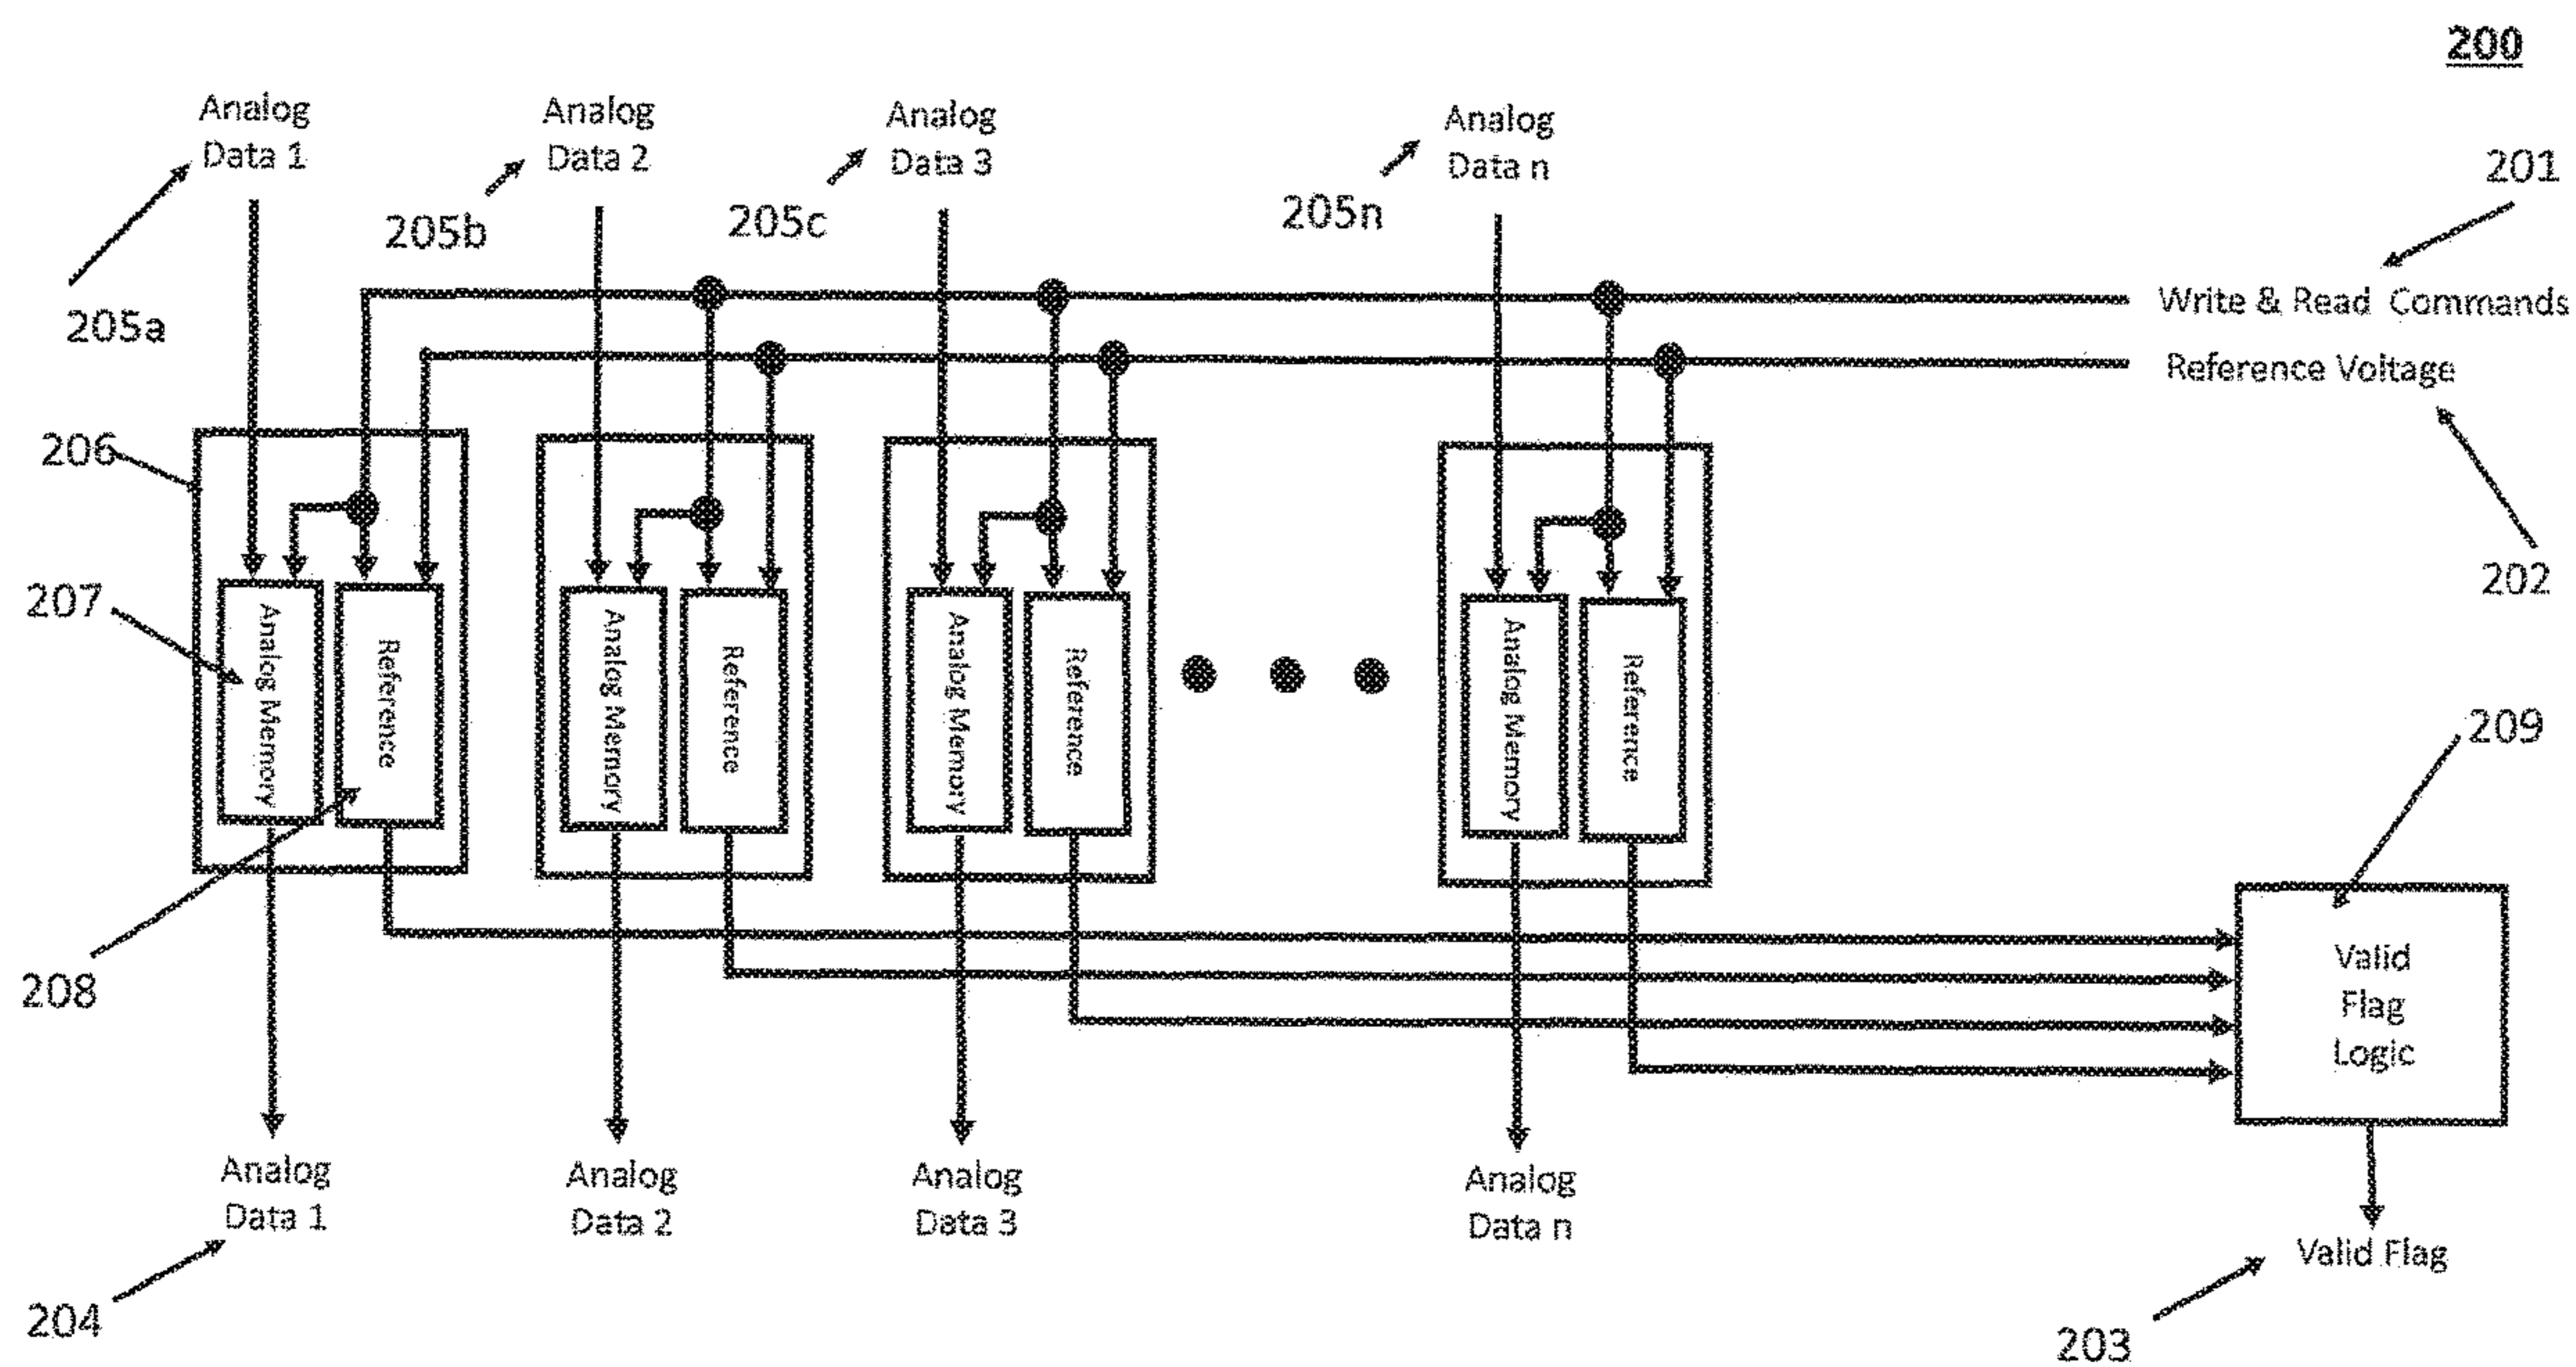 200
Analog
Data 1
Analog
Data 2
Analog
Data 3
Analog
Data n
201
205a
205b
205c
205n
Write & Read Commands
Reference Voltage
202
206
207
Analog Memory
Reference
Analog Memory
Reference
Analog Memory
Reference
Analog Memory
Reference
208
209
Valid
Flag
Logic
Analog
Data 1
Analog
Data 2
Analog
Data 3
Analog
Data n
Valid Flag
204
203